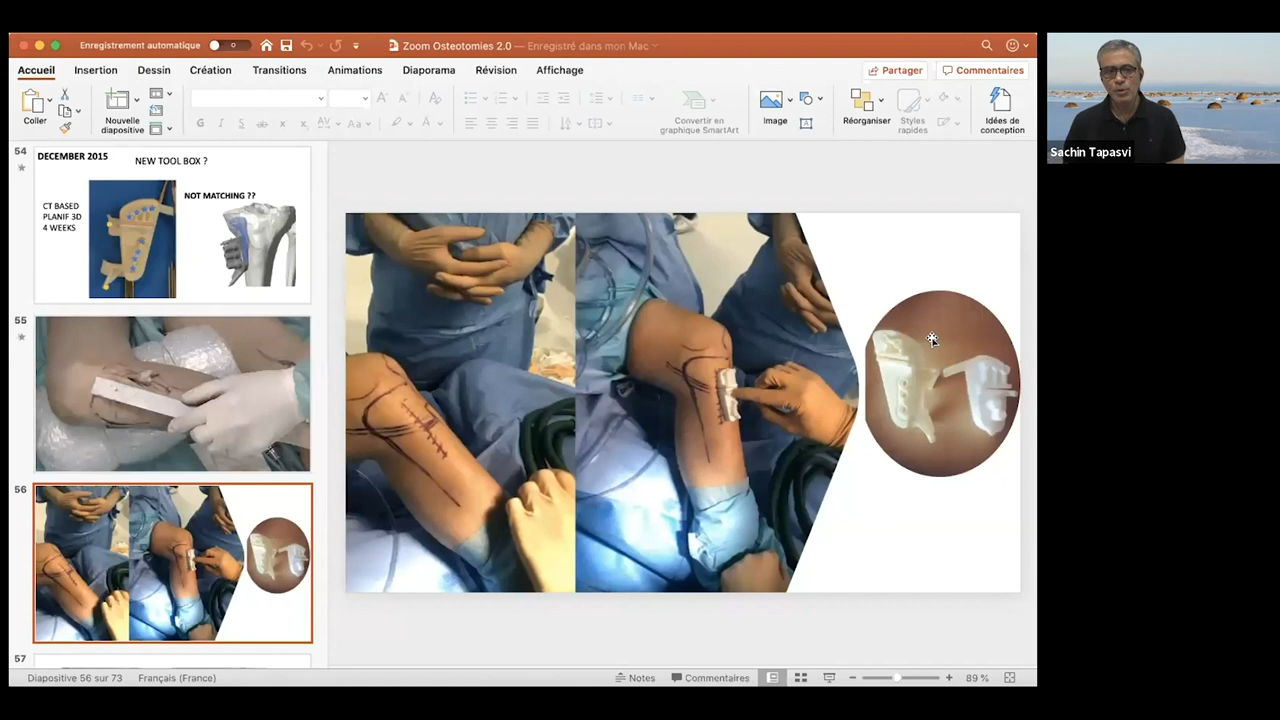 Enregistrement automatique
Zoom Osteotomies 2.0 — Enregistré dans mon Mac
Accueil Insertion Dessin Création Transitions Animations Diaporama Révision Affichage
Partager Commentaires
Coller
Nouvelle
diapositive
G I S ab
Convertir en
graphique SmartArt
Image
Réorganiser
Styles
rapides
Idées de
conception
Sachin Tapasvi
54
DECEMBER 2015
NEW TOOL BOX ?
NOT MATCHING ??
CT BASED
PLANIF 3D
4 WEEKS
55
56
57
Diapositive 56 sur 73 Français (France) Notes Commentaires 89 %